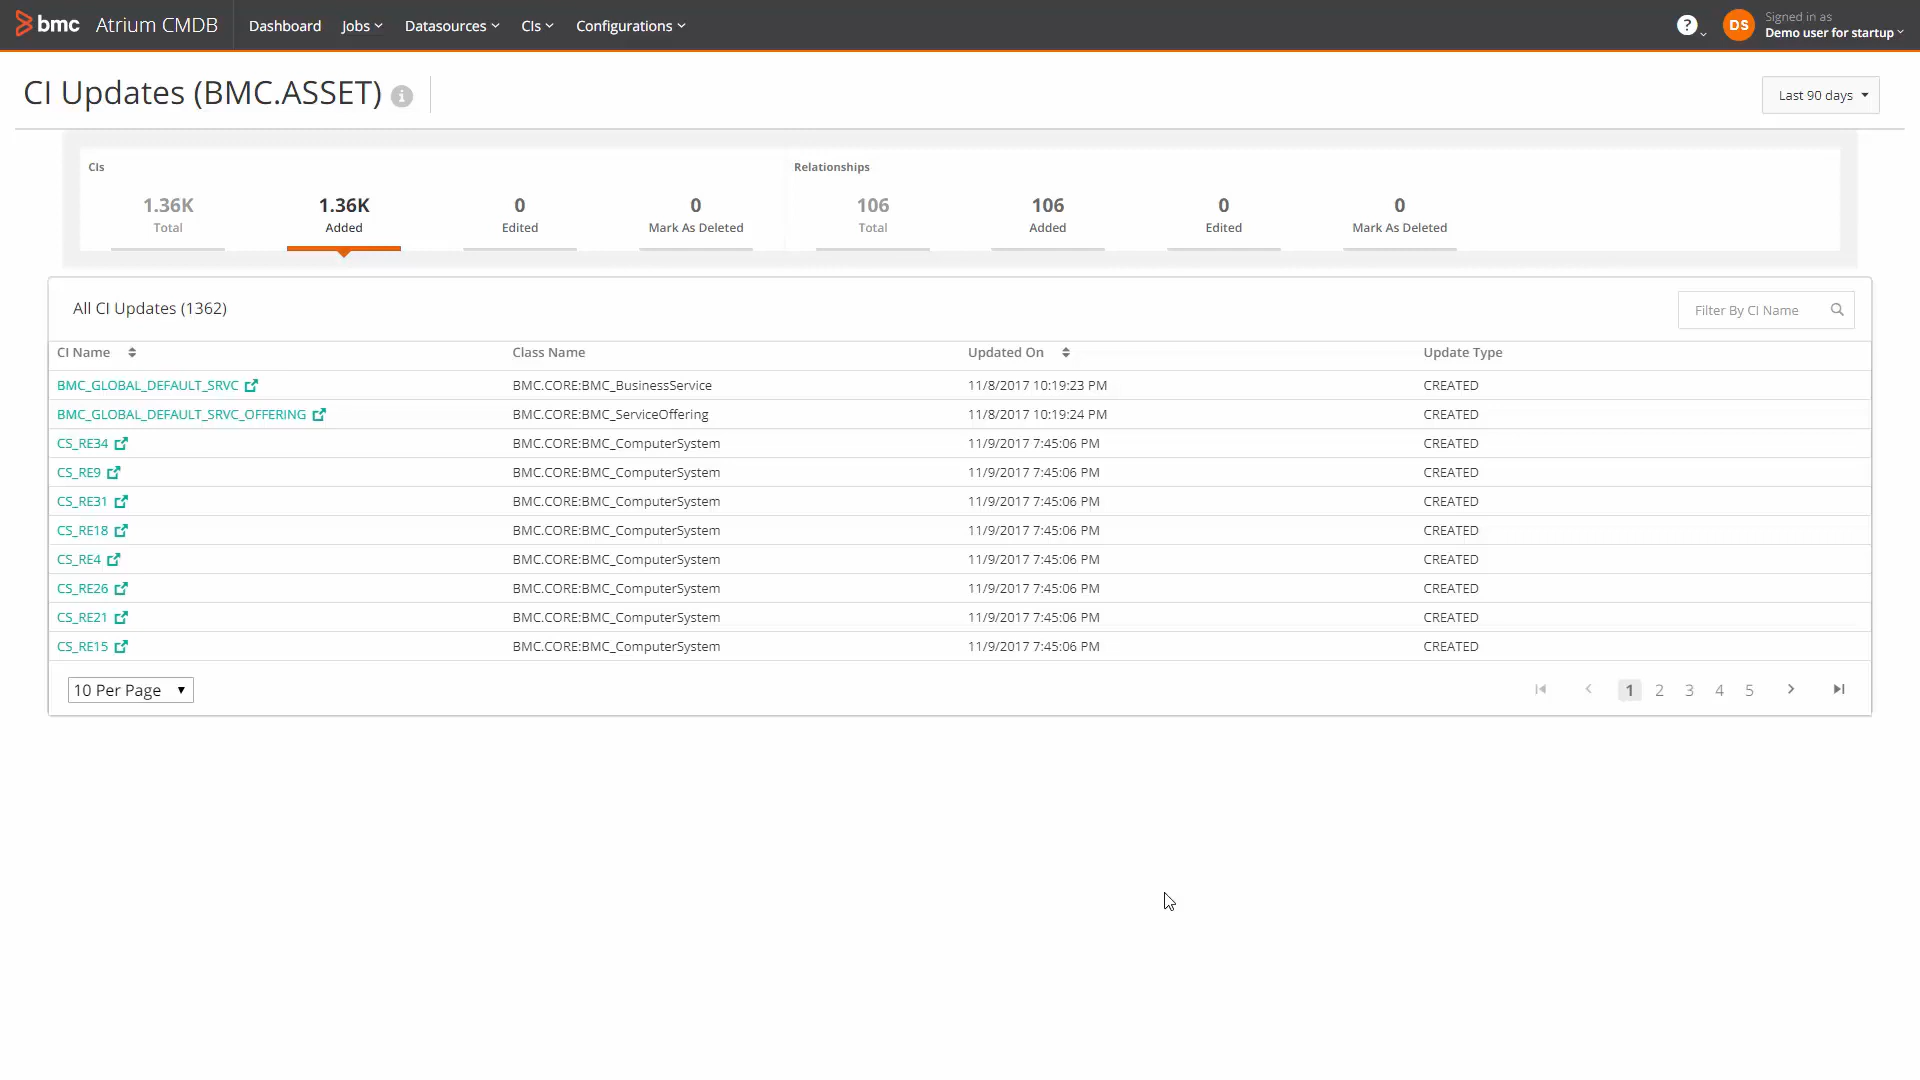 bmc Atrium CMDB Dashboard Jobs Datasources CIs Configurations ? DS Signed in as
Demo user for startup
CI Updates (BMC.ASSET) i Last 90 days
CIs Relationships
1.36K 1.36K 0 0 106 106 0 0
Total Added Edited Mark As Deleted Total Added Edited Mark As Deleted
All CI Updates (1362) Filter By CI Name
CI Name Class Name Updated On Update Type
BMC_GLOBAL_DEFAULT_SRVC BMC.CORE:BMC_BusinessService 11/8/2017 10:19:23 PM CREATED
BMC_GLOBAL_DEFAULT_SRVC_OFFERING BMC.CORE:BMC_ServiceOffering 11/8/2017 10:19:24 PM CREATED
CS_RE34 BMC.CORE:BMC_ComputerSystem 11/9/2017 7:45:06 PM CREATED
CS_RE9 BMC.CORE:BMC_ComputerSystem 11/9/2017 7:45:06 PM CREATED
CS_RE31 BMC.CORE:BMC_ComputerSystem 11/9/2017 7:45:06 PM CREATED
CS_RE18 BMC.CORE:BMC_ComputerSystem 11/9/2017 7:45:06 PM CREATED
CS_RE4 BMC.CORE:BMC_ComputerSystem 11/9/2017 7:45:06 PM CREATED
CS_RE26 BMC.CORE:BMC_ComputerSystem 11/9/2017 7:45:06 PM CREATED
CS_RE21 BMC.CORE:BMC_ComputerSystem 11/9/2017 7:45:06 PM CREATED
CS_RE15 BMC.CORE:BMC_ComputerSystem 11/9/2017 7:45:06 PM CREATED
10 Per Page 1 2 3 4 5